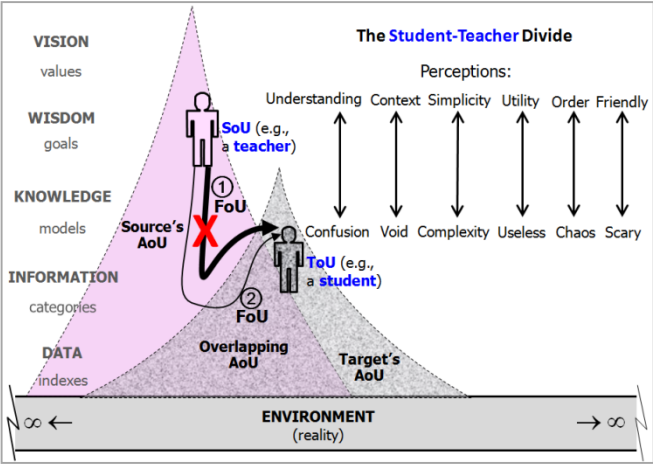 The Student-Teacher Divide
Perceptions:
Understanding Context Simplicity Utility Order Friendly
Confusion Void Complexity Useless Chaos Scary
VISION
values
WISDOM
goals
KNOWLEDGE
models
INFORMATION
categories
DATA
indexes
SoU (e.g.,
a teacher)
1
FoU
Source's
AoU
X
ToU (e.g.,
a student)
2
FoU
Overlapping
AoU
Target's
AoU
∞ ← ENVIRONMENT → ∞
(reality)